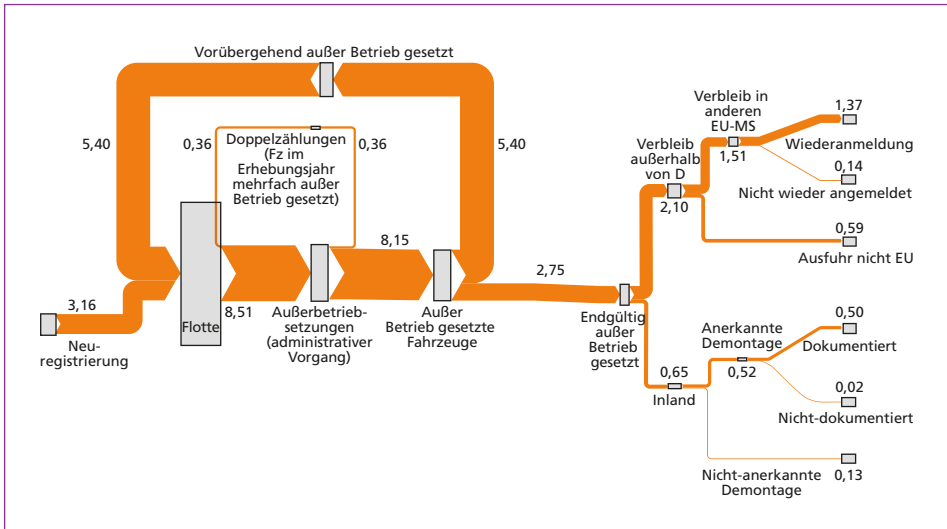 Vorübergehend außer Betrieb gesetzt
5,40
0,36
Doppelzählungen
(Fz im
Erhebungsjahr
mehrfach außer
Betrieb gesetzt)
0,36
5,40
3,16
Neu-
registrierung
Flotte
8,51
Außerbetrieb-
setzungen
(administrativer
Vorgang)
8,15
Außer
Betrieb gesetzte
Fahrzeuge
2,75
Endgültig
außer
Betrieb
gesetzt
Verbleib
außerhalb
von D
2,10
Verbleib in
anderen
EU-MS
1,51
1,37
Wiederanmeldung
0,14
Nicht wieder angemeldet
0,59
Ausfuhr nicht EU
0,65
Inland
Anerkannte
Demontage
0,52
0,50
Dokumentiert
0,02
Nicht-dokumentiert
Nicht-anerkannte
Demontage
0,13